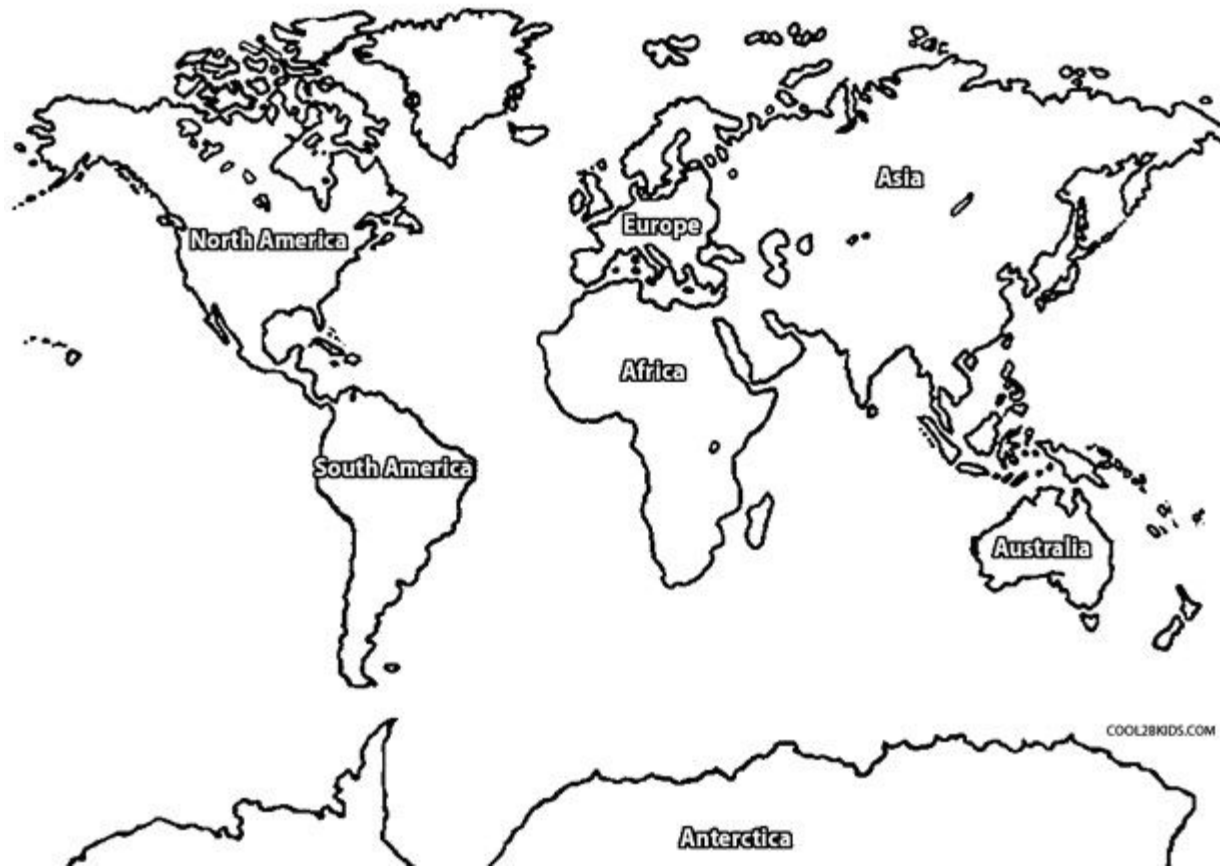 Asia
Europe
North America
Africa
South America
Australia
COOL2BKIDS.COM
Anterctica